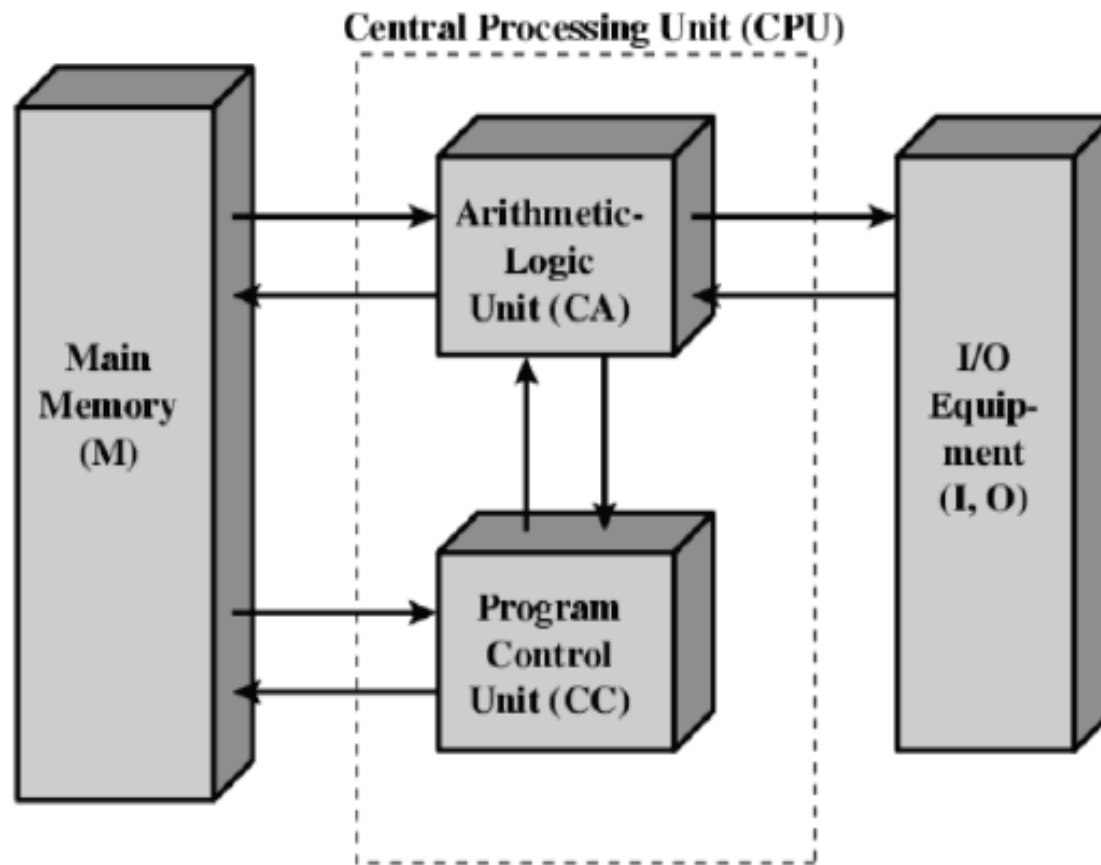 Central Processing Unit (CPU)
Arithmetic-
Logic
Unit (CA)
Main
Memory
(M)
I/O
Equip-
ment
(I, O)
Program
Control
Unit (CC)